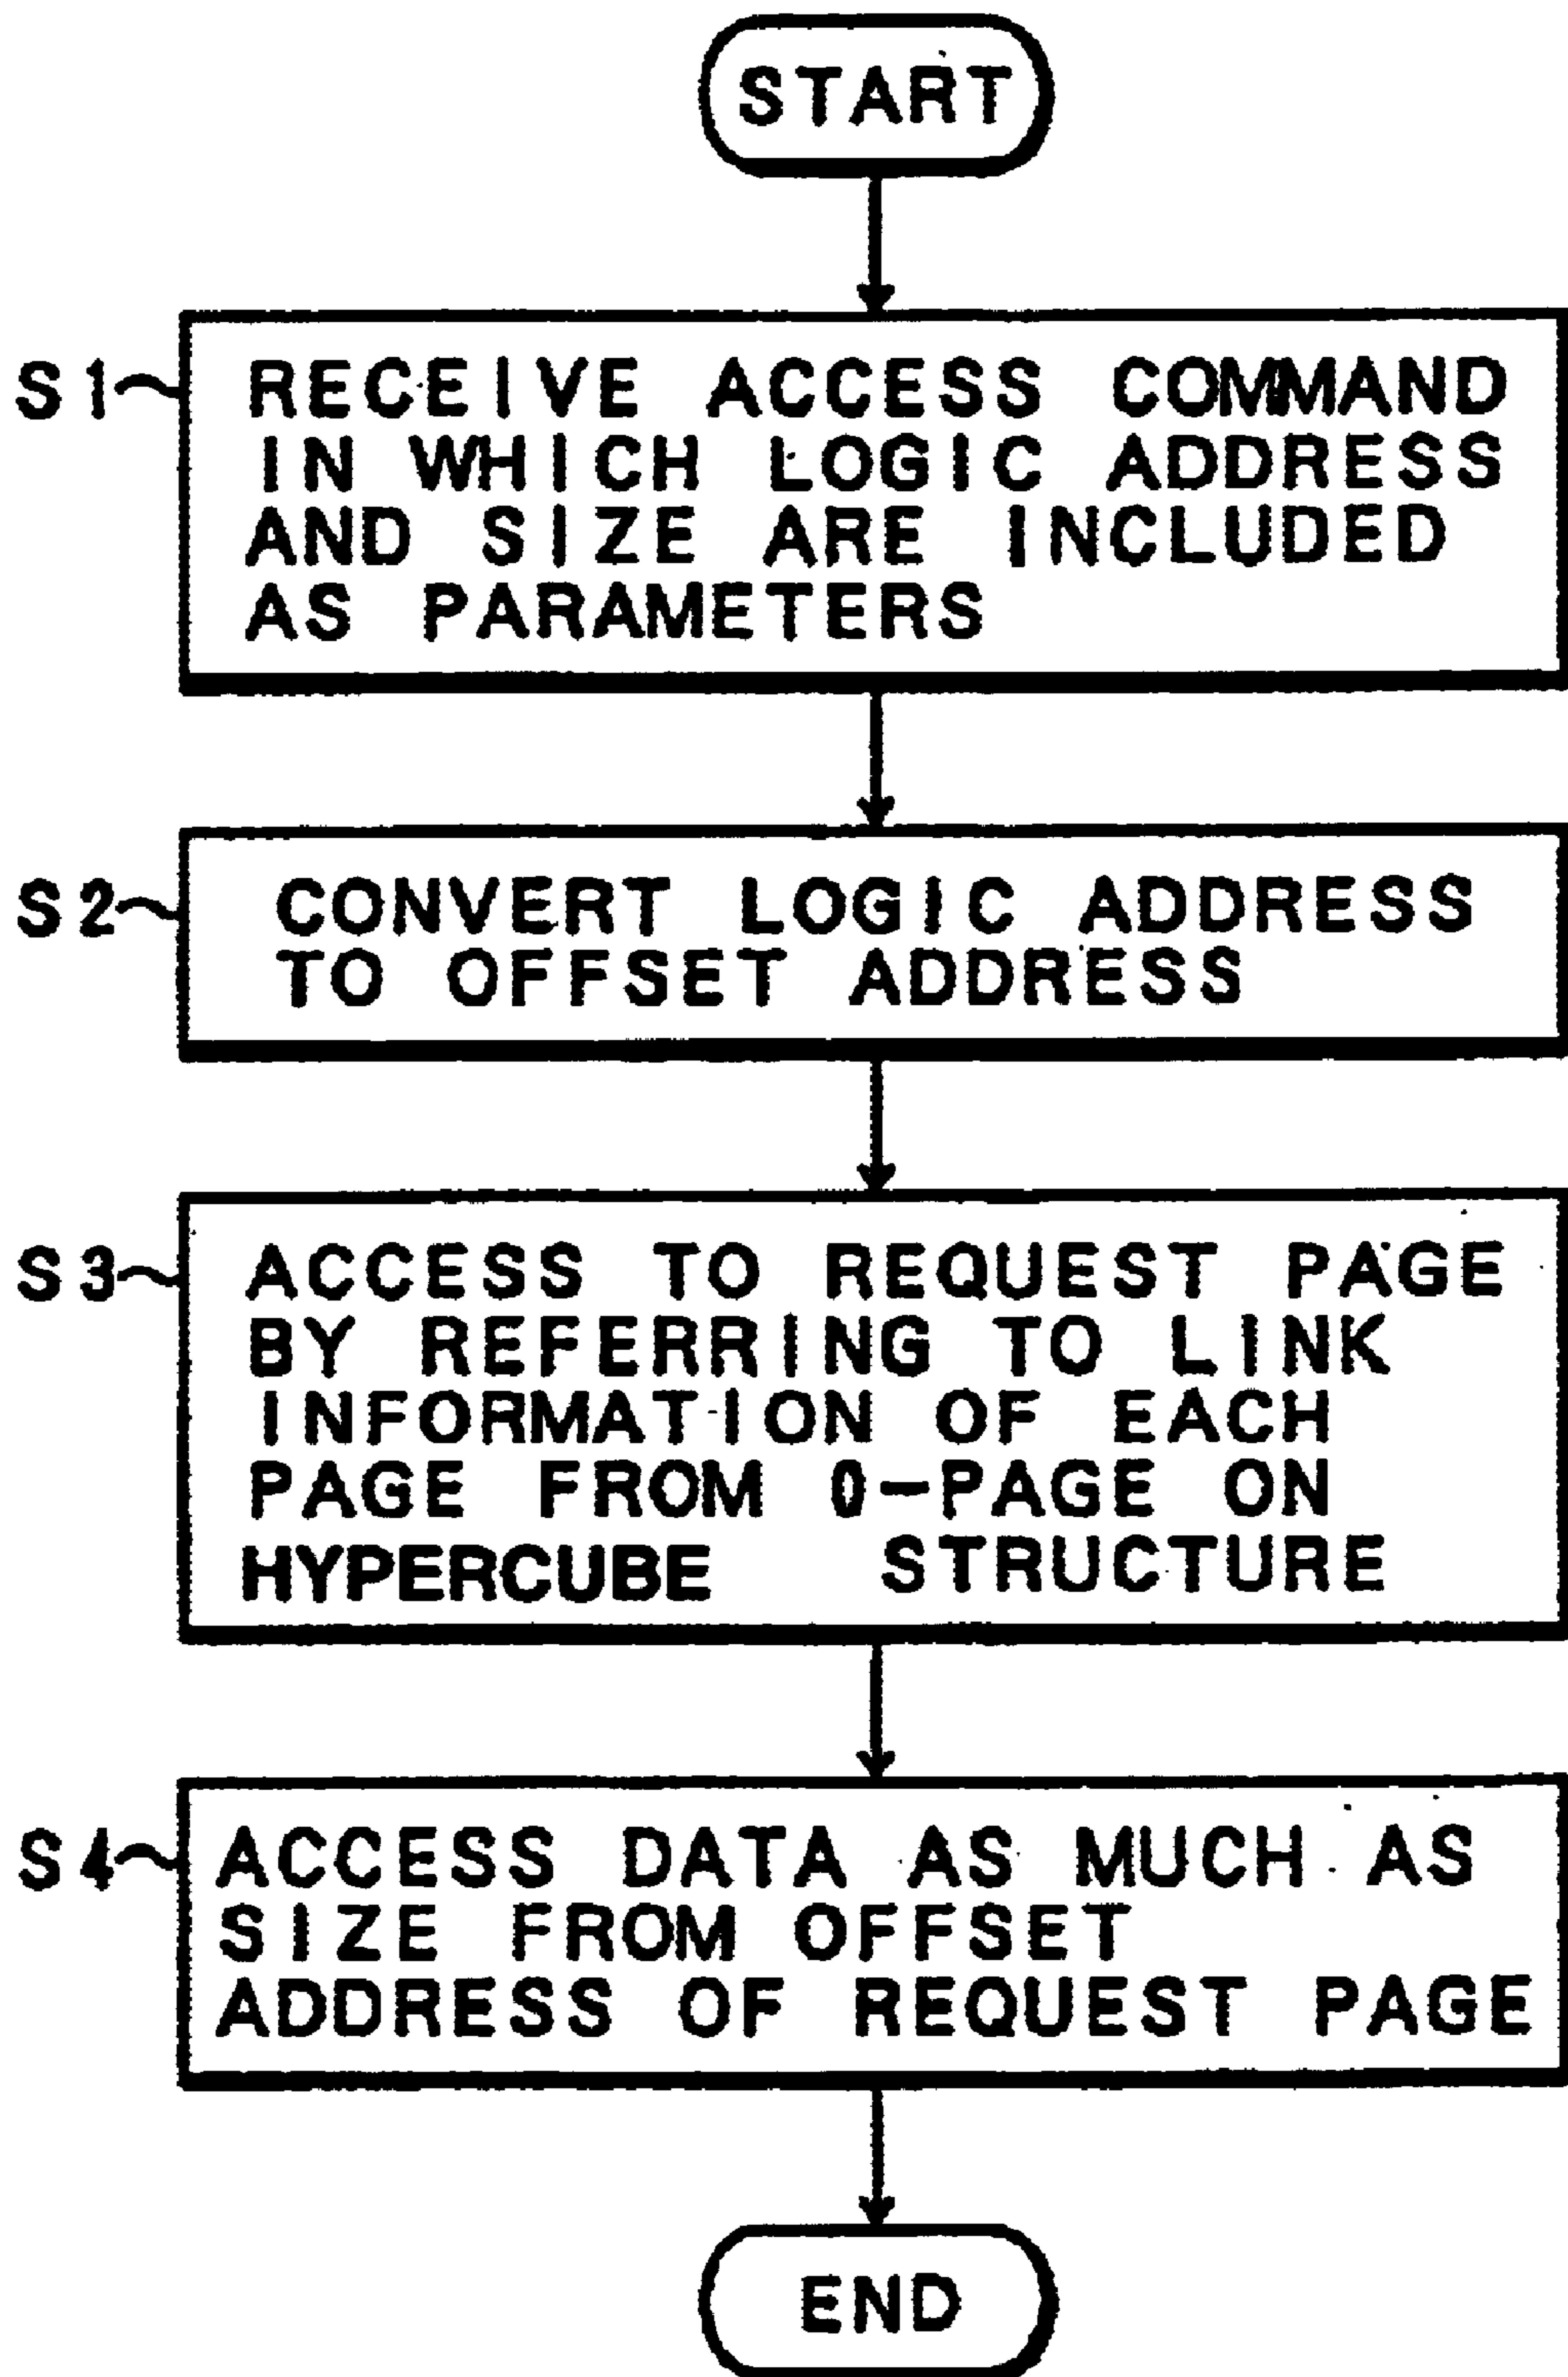 START
S1
RECEIVE ACCESS COMMAND
IN WHICH LOGIC ADDRESS
AND SIZE ARE INCLUDED
AS PARAMETERS
S2
CONVERT LOGIC ADDRESS
TO OFFSET ADDRESS
S3
ACCESS TO REQUEST PAGE
BY REFERRING TO LINK
INFORMATION OF EACH
PAGE FROM 0-PAGE ON
HYPERCUBE STRUCTURE
S4
ACCESS DATA AS MUCH AS
SIZE FROM OFFSET
ADDRESS OF REQUEST PAGE
END